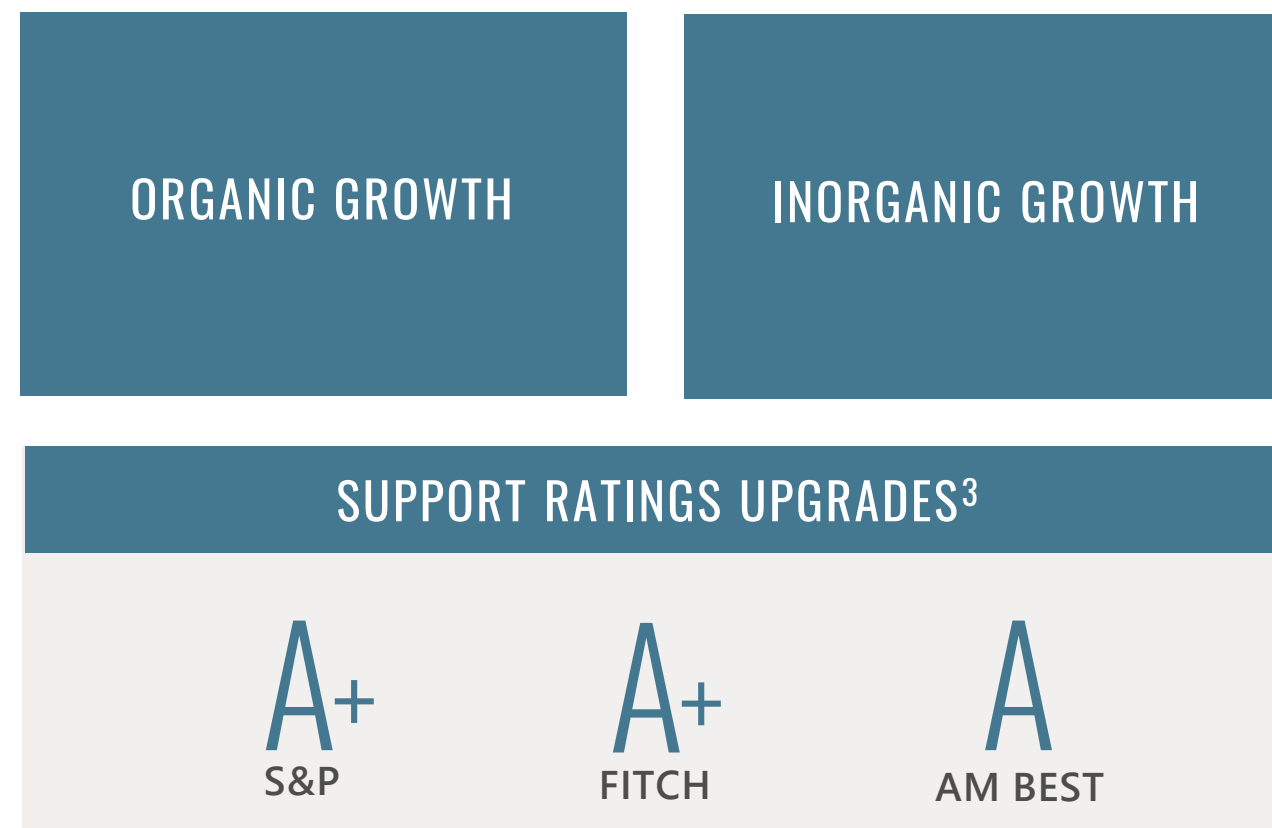 ORGANIC GROWTH
INORGANIC GROWTH
SUPPORT RATINGS UPGRADES³
A+
S&P
A+
FITCH
A
AM BEST